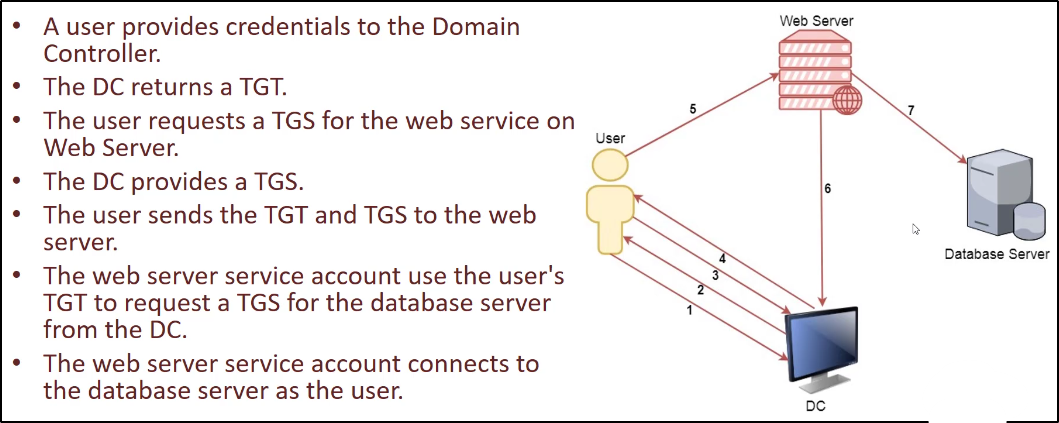 • A user provides credentials to the Domain
Controller.
• The DC returns a TGT.
• The user requests a TGS for the web service on
Web Server.
• The DC provides a TGS.
• The user sends the TGT and TGS to the web
server.
• The web server service account use the user's
TGT to request a TGS for the database server
from the DC.
• The web server service account connects to
the database server as the user.
Web Server
5
7
User
6
Database Server
4
3
2
1
DC